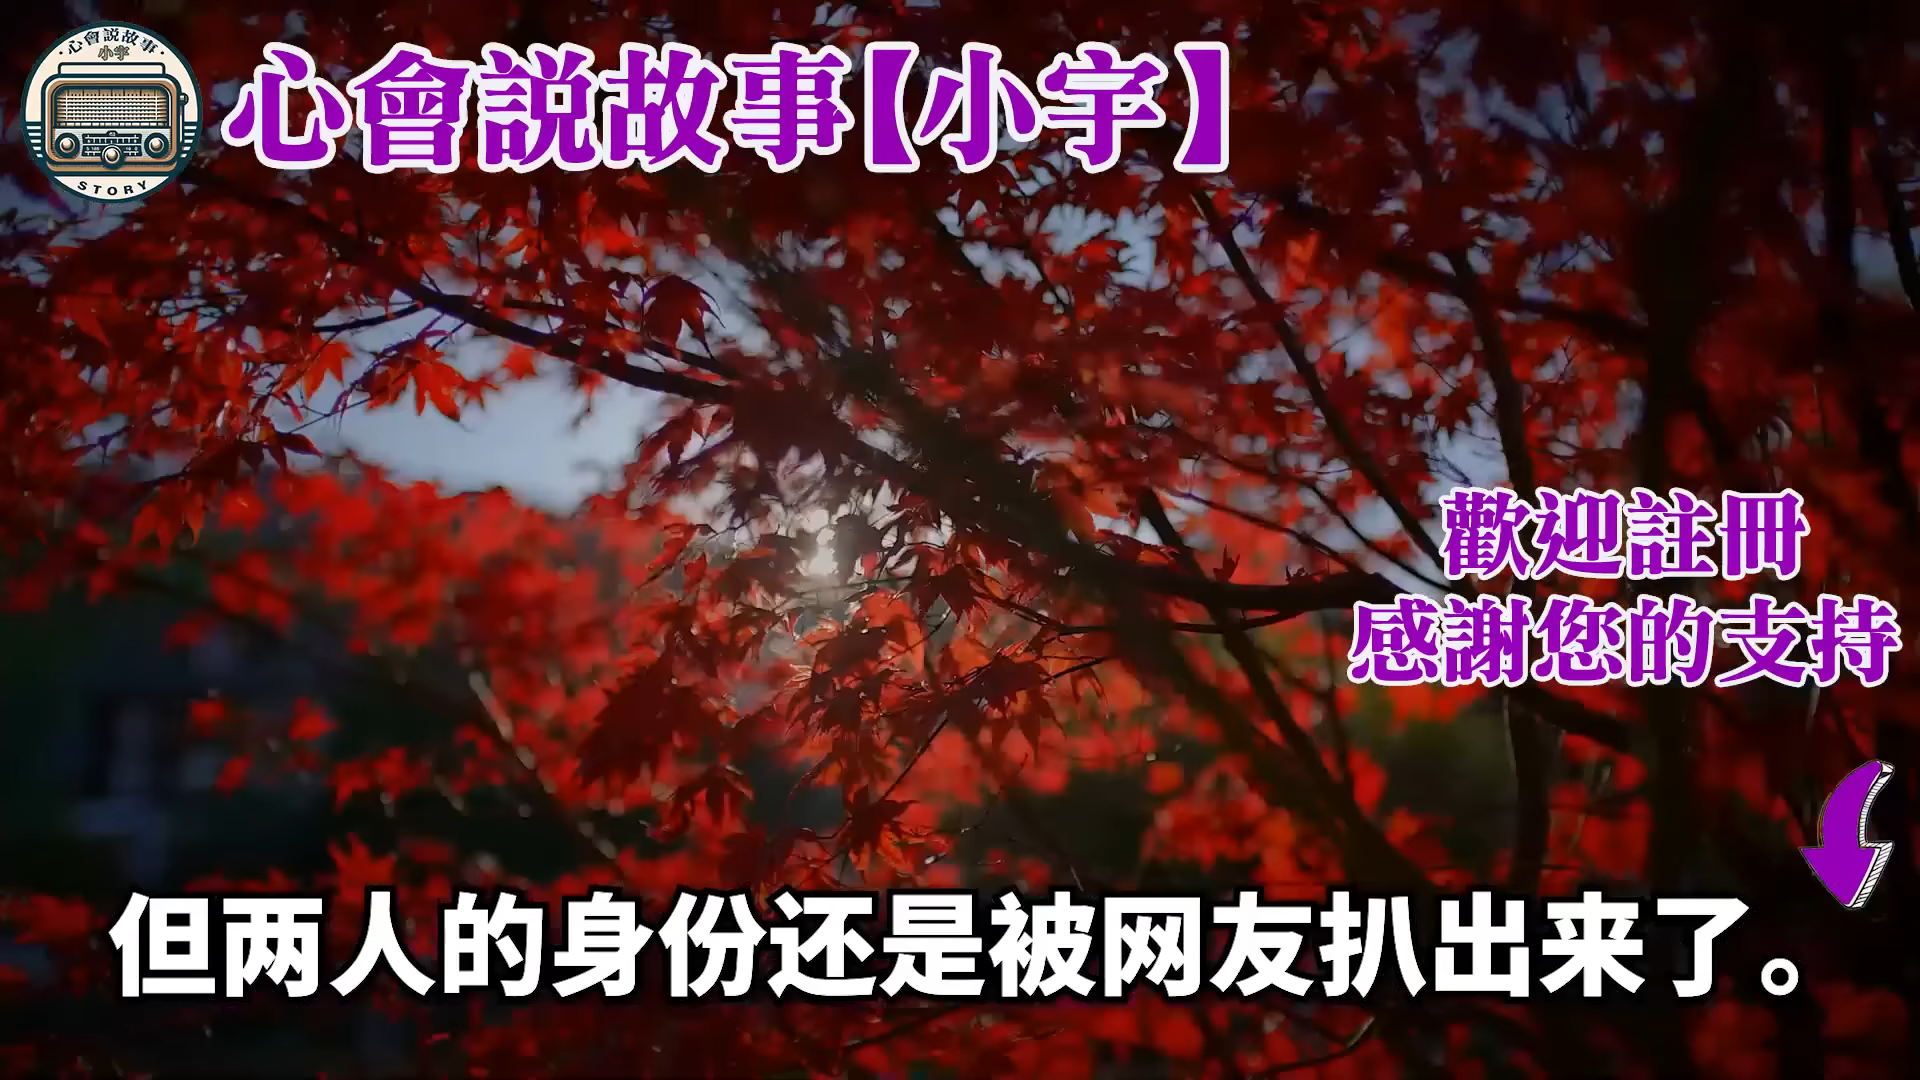 ·心會説故事·
小宇
STORY
心會説故事【小宇】
歡迎註冊
感謝您的支持
但两人的身份还是被网友扒出来了。